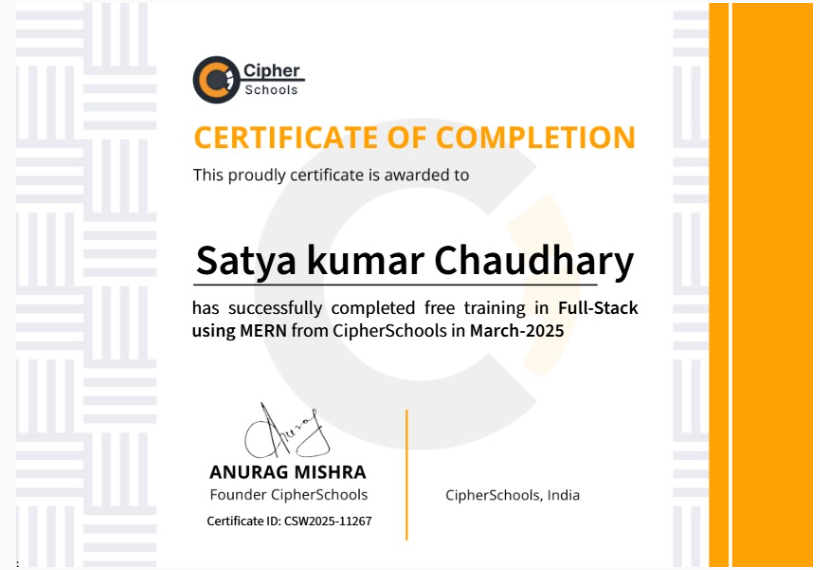 Cipher
Schools
CERTIFICATE OF COMPLETION
This proudly certificate is awarded to
Satya kumar Chaudhary
has successfully completed free training in Full-Stack
using MERN from CipherSchools in March-2025
Anurag
ANURAG MISHRA
Founder CipherSchools
CipherSchools, India
Certificate ID: CSW2025-11267